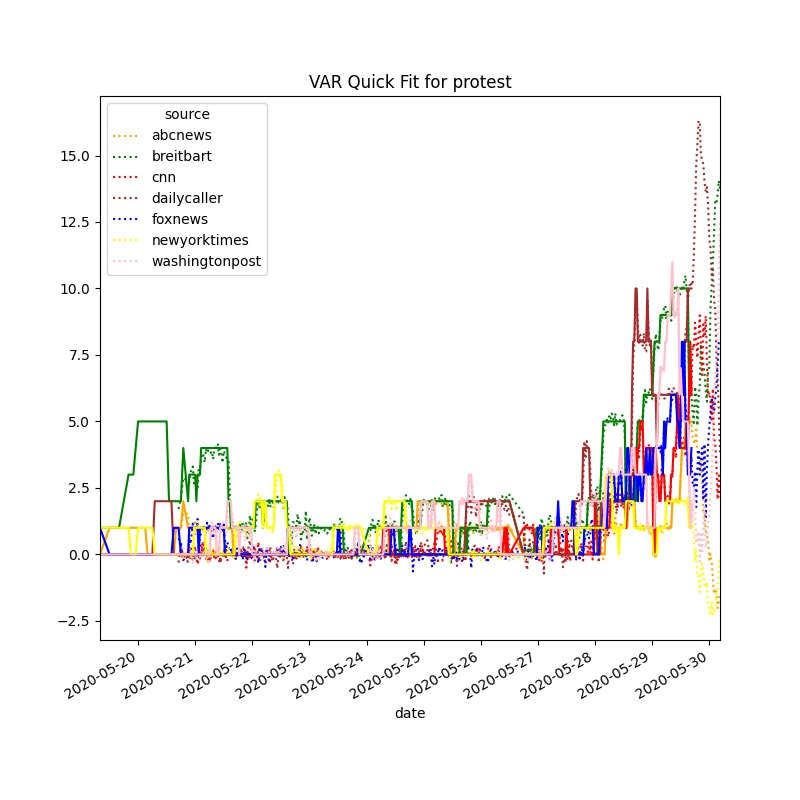 VAR Quick Fit for protest
source
abcnews
breitbart
cnn
dailycaller
foxnews
newyorktimes
washingtonpost
15.0
12.5
10.0
7.5
5.0
2.5
0.0
−2.5
2020-05-20
2020-05-21
2020-05-22
2020-05-23
2020-05-24
2020-05-25
2020-05-26
2020-05-27
2020-05-28
2020-05-29
2020-05-30
date